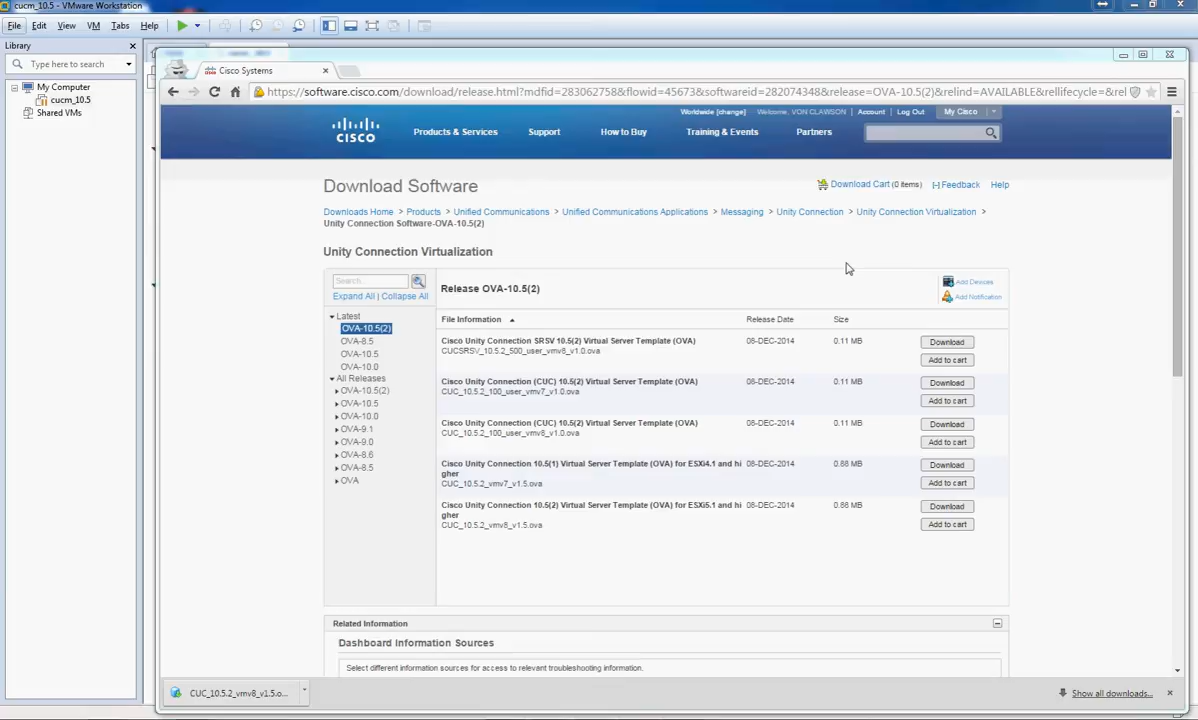 cucm_10.5 - VMware Workstation
File Edit View VM Tabs Help
Library
Type here to search
My Computer
cucm_10.5
Shared VMs
Cisco Systems
https://software.cisco.com/download/release.html?mdfid=283062758&flowid=45673&softwareid=282074348&release=OVA-10.5(2)&relind=AVAILABLE&rellifecycle=&rel
Worldwide [change] Welcome, VON CLAWSON Account Log Out My Cisco
CISCO
Products & Services Support How to Buy Training & Events Partners
Download Software
Download Cart (0 items) [-] Feedback Help
Downloads Home > Products > Unified Communications > Unified Communications Applications > Messaging > Unity Connection > Unity Connection Virtualization >
Unity Connection Software-OVA-10.5(2)
Unity Connection Virtualization
Search...
Expand All | Collapse All
Latest
OVA-10.5(2)
OVA-8.5
OVA-10.5
OVA-10.0
All Releases
OVA-10.5(2)
OVA-10.5
OVA-10.0
OVA-9.1
OVA-9.0
OVA-8.6
OVA-8.5
OVA
Release OVA-10.5(2)
Add Devices
Add Notification
File Information Release Date Size
Cisco Unity Connection SRSV 10.5(2) Virtual Server Template (OVA) 08-DEC-2014 0.11 MB Download
CUCSRSV_10.5.2_500_user_vmv8_v1.0.ova Add to cart
Cisco Unity Connection (CUC) 10.5(2) Virtual Server Template (OVA) 08-DEC-2014 0.11 MB Download
CUC_10.5.2_100_user_vmv7_v1.0.ova Add to cart
Cisco Unity Connection (CUC) 10.5(2) Virtual Server Template (OVA) 08-DEC-2014 0.11 MB Download
CUC_10.5.2_100_user_vmv8_v1.0.ova Add to cart
Cisco Unity Connection 10.5(1) Virtual Server Template (OVA) for ESXi4.1 and hi 08-DEC-2014 0.88 MB Download
gher
CUC_10.5.2_vmv7_v1.5.ova Add to cart
Cisco Unity Connection 10.5(2) Virtual Server Template (OVA) for ESXi5.1 and hi 08-DEC-2014 0.88 MB Download
gher
CUC_10.5.2_vmv8_v1.5.ova Add to cart
Related Information
Dashboard Information Sources
Select different information sources for access to relevant troubleshooting information.
CUC_10.5.2_vmv8_v1.5.o... Show all downloads...